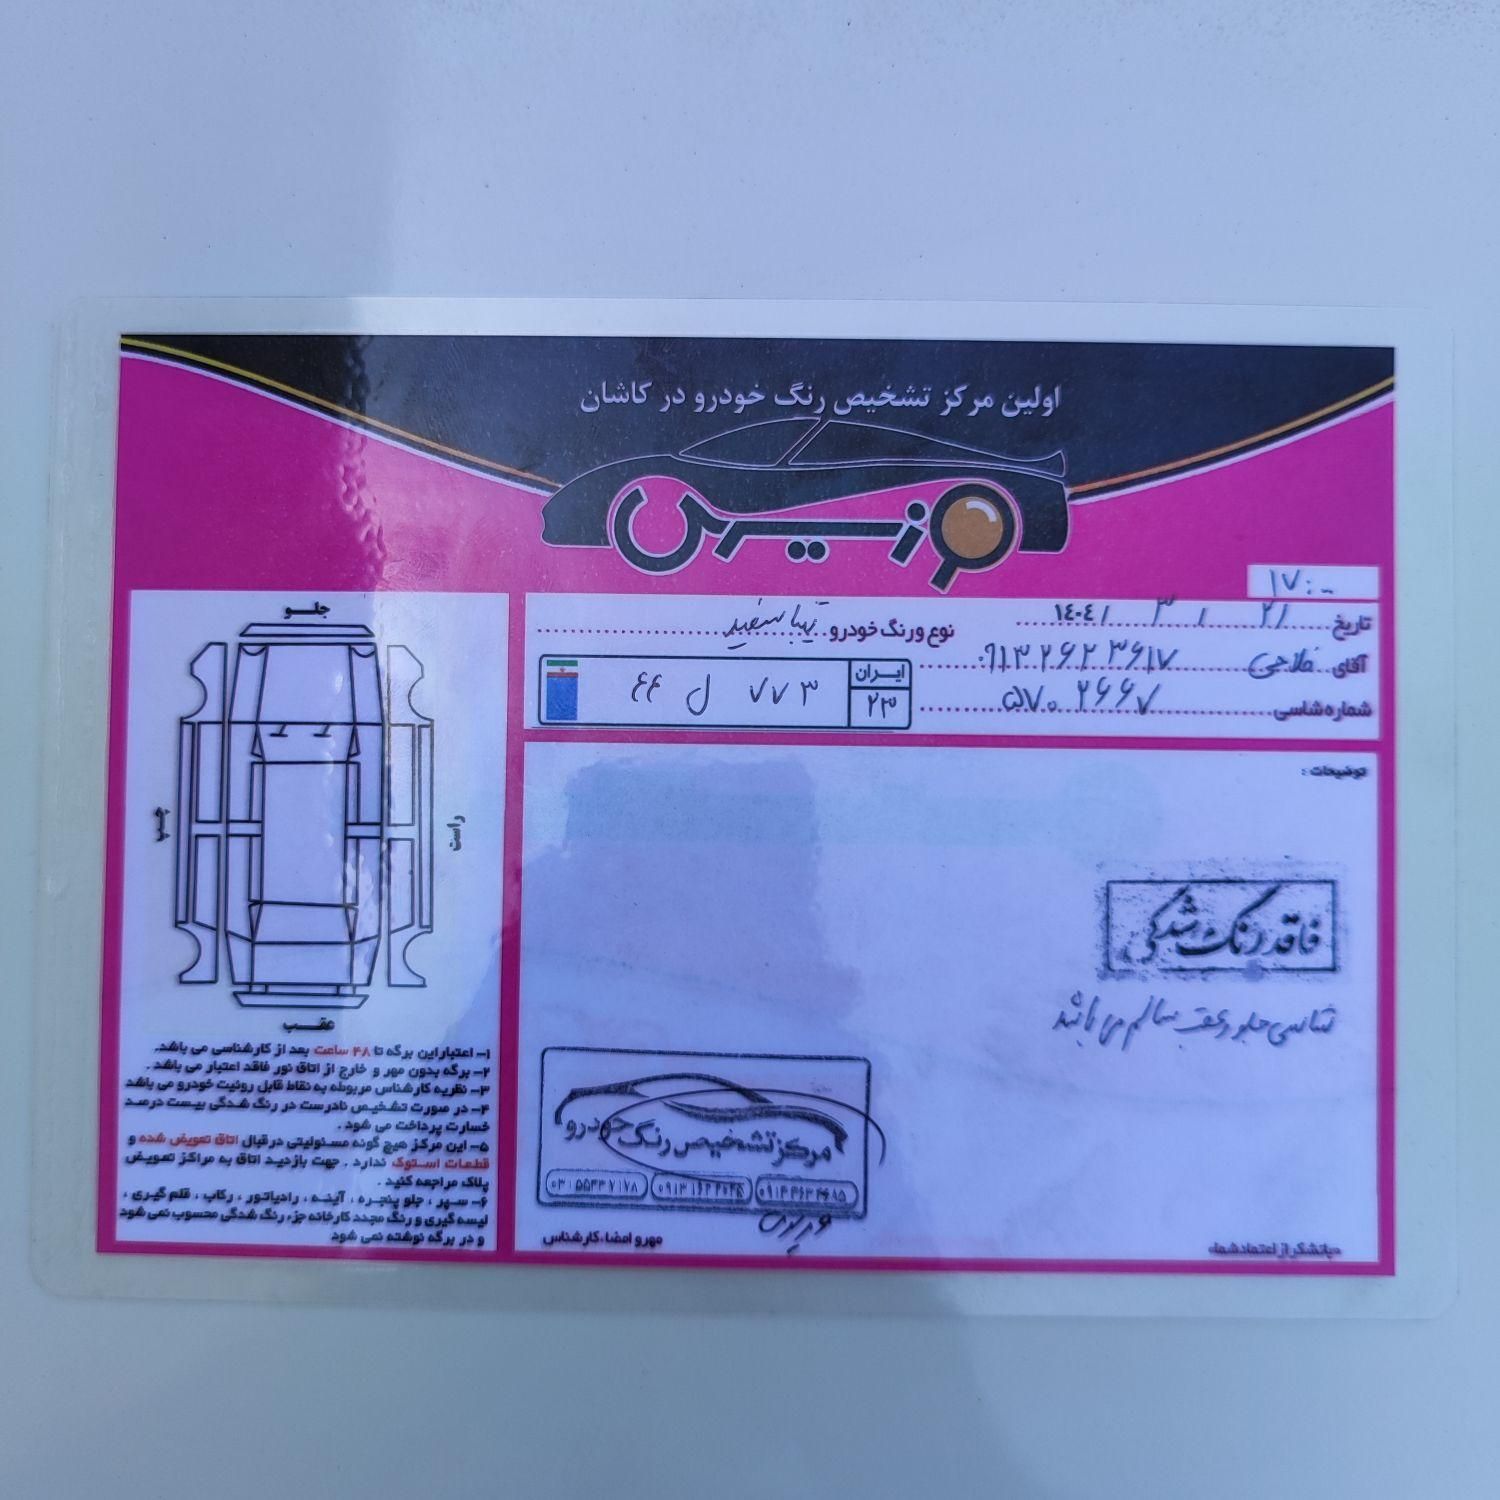 اولین مرکز تشخیص رنگ خودرو در کاشان
۱۷:۰۰
تاریخ ۲۱ / ۳ / ۱۴۰۴
نوع و رنگ خودرو تیبا سفید
آقای فلاحی ۰۹۱۳۲۶۲۳۶۱۷
شماره شاسی ۵۷۰۲۶۶۷
ایران
۲۳
۴۴ ل ۷۷۳
توضیحات :
فاقد رنگ شدگی
شاسی جلو و عقب سالم می باشد
مرکز تشخیص رنگ خودرو
مهر و امضاء کارشناس
باتشکر از اعتماد شما
جلو
چپ
راست
عقب
۱- اعتبار این برگه تا ۴۸ ساعت بعد از کارشناسی می باشد.
۲- برگه بدون مهر و خارج از اتاق نور فاقد اعتبار می باشد .
۳- نظریه کارشناس مربوطه به نقاط قابل رویت خودرو می باشد
۴- در صورت تشخیص نادرست در رنگ شدگی بیست درصد
خسارت پرداخت می شود .
۵- این مرکز هیچ گونه مسئولیتی در قبال اتاق تعویض شده و
قطعات استوک ندارد . جهت بازدید اتاق به مراکز تعویض
پلاک مراجعه کنید .
۶- سپر ، جلو پنجره ، آینه ، رادیاتور ، رکاب ، قلم گیری ،
لیسه گیری و رنگ مجدد کارخانه جزء رنگ شدگی محسوب نمی شود
و در برگه نوشته نمی شود